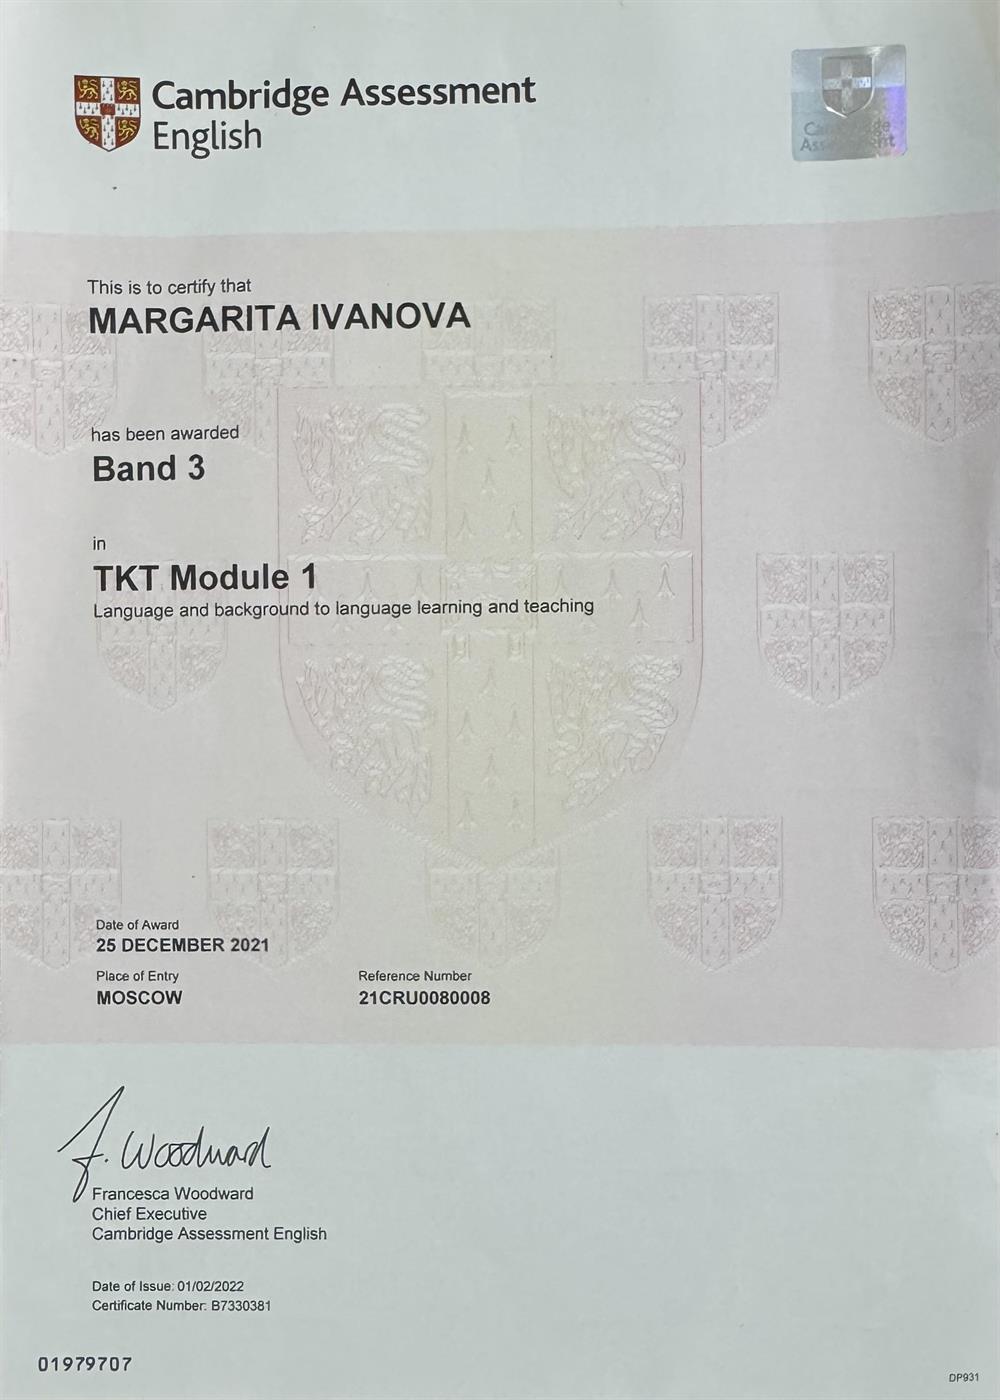 Cambridge Assessment
English
Cambridge
Assessment
This is to certify that
MARGARITA IVANOVA
has been awarded
Band 3
in
TKT Module 1
Language and background to language learning and teaching
Date of Award
25 DECEMBER 2021
Place of Entry
MOSCOW
Reference Number
21CRU0080008
F. Woodward
Francesca Woodward
Chief Executive
Cambridge Assessment English
Date of Issue: 01/02/2022
Certificate Number: B7330381
01979707
DP931